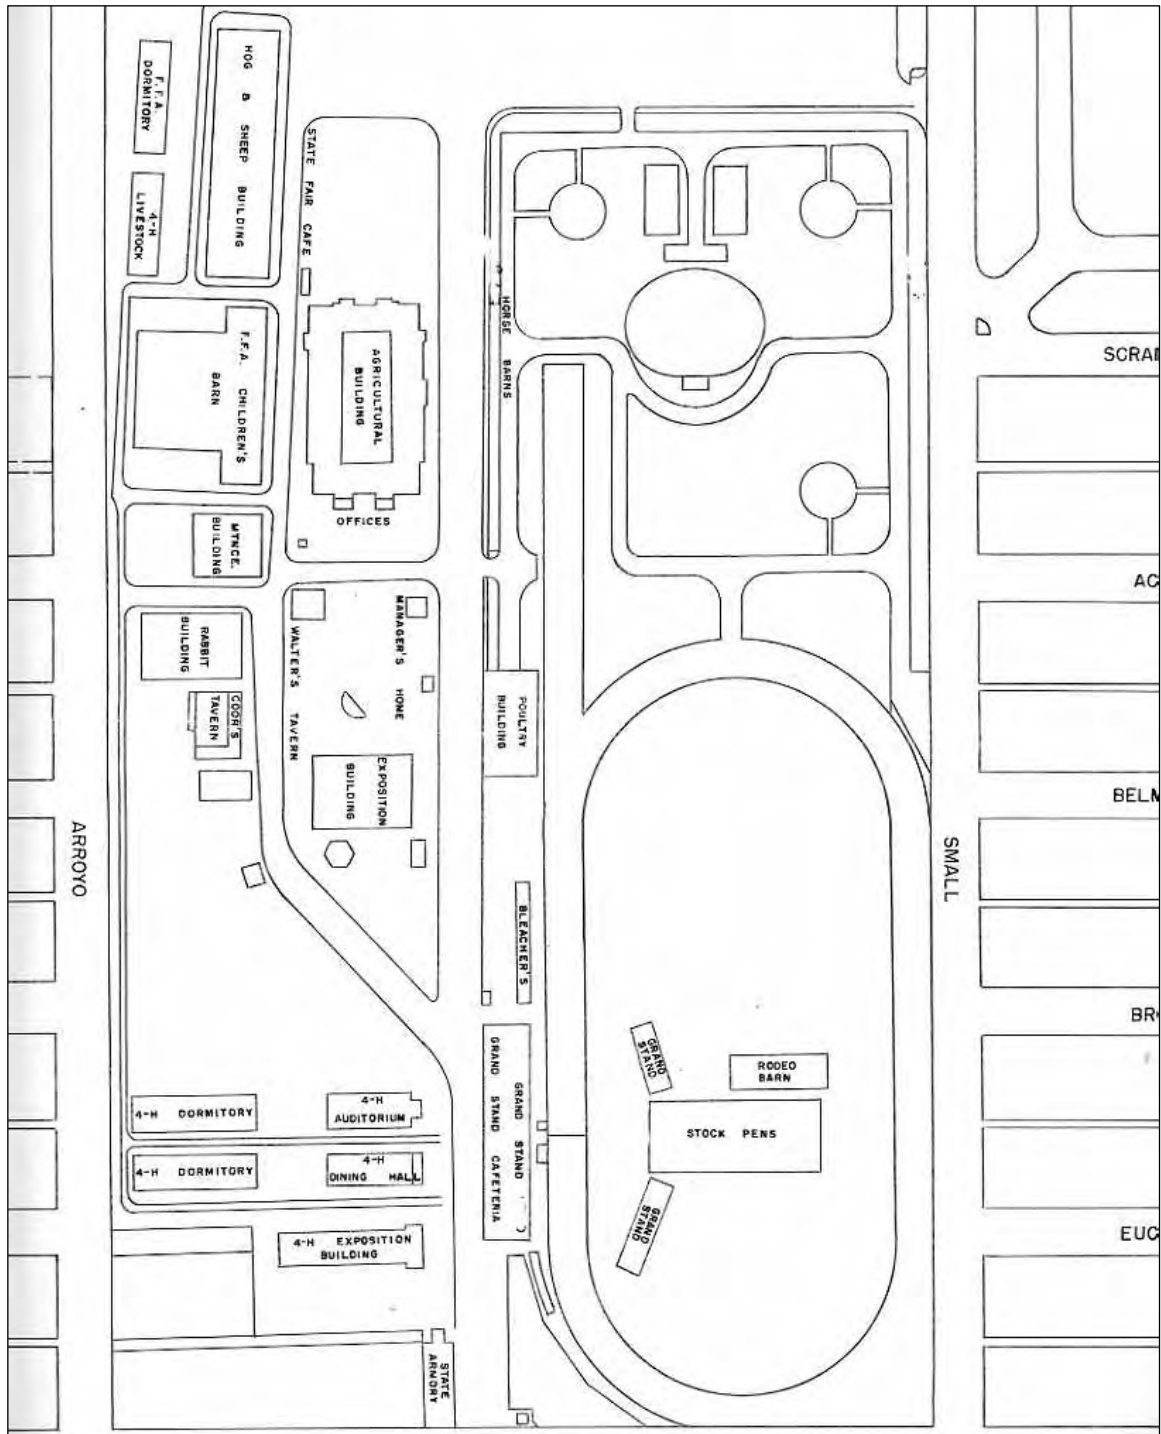 F.F.A.
DORMITORY
HOG & SHEEP BUILDING
4-H
LIVESTOCK
STATE FAIR CAFE
F.F.A. CHILDREN'S
BARN
AGRICULTURAL
BUILDING
OFFICES
HORSE BARNS
MTNCE.
BUILDING
RABBIT
BUILDING
COOR'S
TAVERN
WALTER'S TAVERN
MANAGER'S HOME
EXPOSITION
BUILDING
POULTRY
BUILDING
BLEACHER'S
ARROYO
SMALL
SCRAN
AC
BELM
BRO
EUC
GRAND
STAND
RODEO
BARN
STOCK PENS
GRAND
STAND
GRAND STAND
GRAND STAND CAFETERIA
4-H DORMITORY
4-H
AUDITORIUM
4-H DORMITORY
4-H
DINING HALL
4-H EXPOSITION
BUILDING
STATE
ARMORY